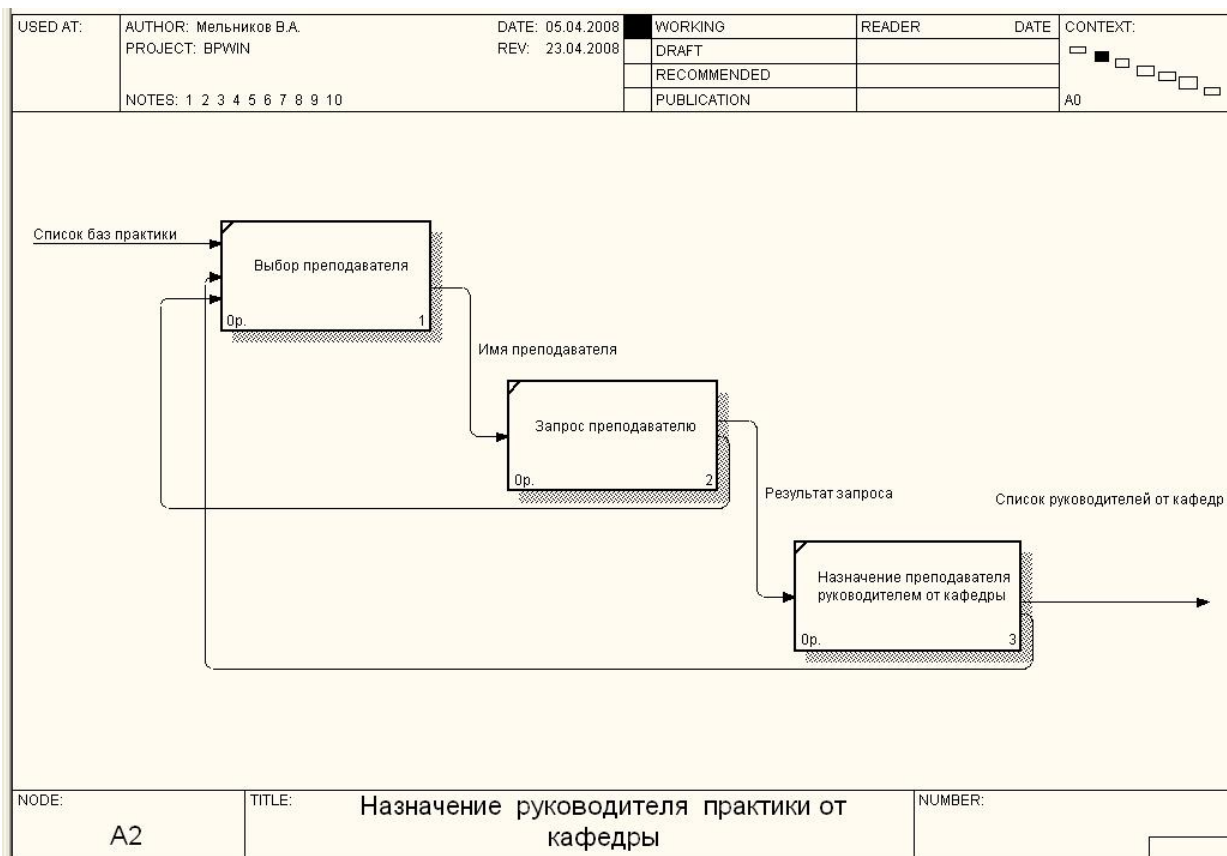 USED AT:
AUTHOR: Мельников В.А.
DATE: 05.04.2008
PROJECT: BPWIN
REV: 23.04.2008
NOTES: 1 2 3 4 5 6 7 8 9 10
WORKING
DRAFT
RECOMMENDED
PUBLICATION
READER
DATE
CONTEXT:
A0
Список баз практики
Выбор преподавателя
0р.
1
Имя преподавателя
Запрос преподавателю
0р.
2
Результат запроса
Список руководителей от кафедр
Назначение преподавателя
руководителем от кафедры
0р.
3
NODE:
A2
TITLE:
Назначение руководителя практики от
кафедры
NUMBER: